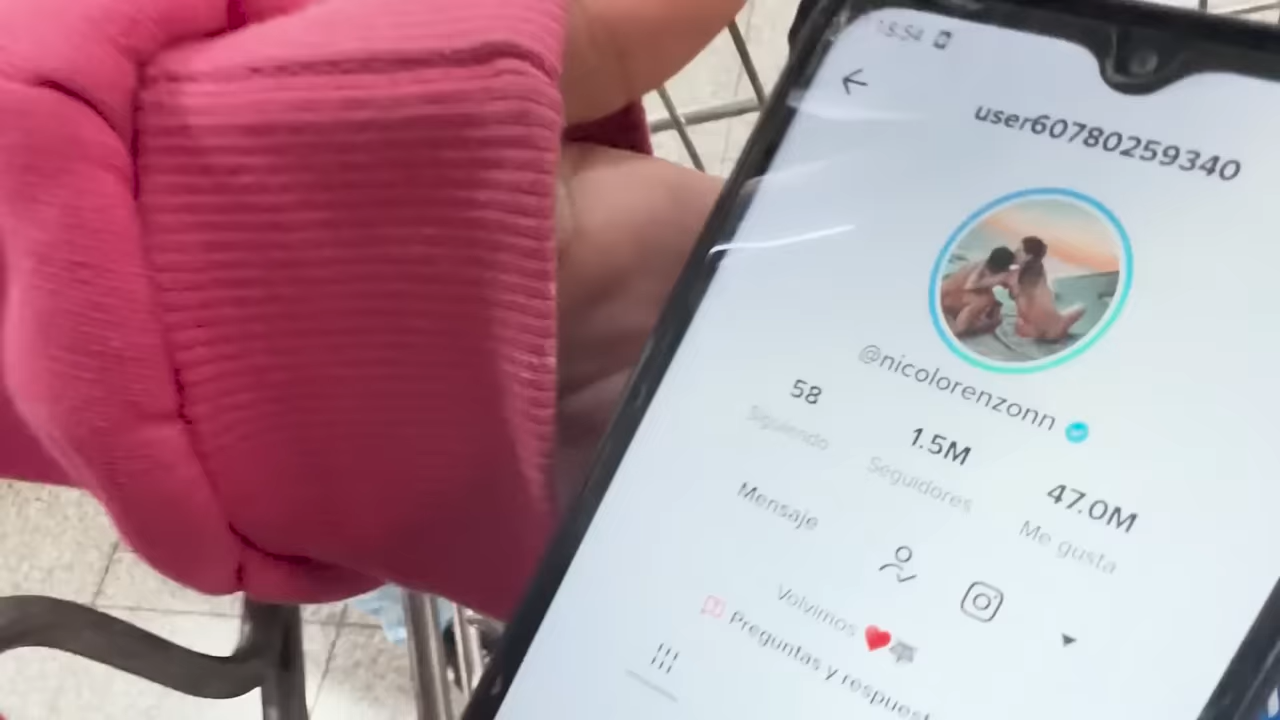 15:54
user60780259340
@nicolorenzonn
58
Siguiendo
1.5M
Seguidores
47.0M
Me gusta
Mensaje
Volvimos ❤️
Preguntas y respuest